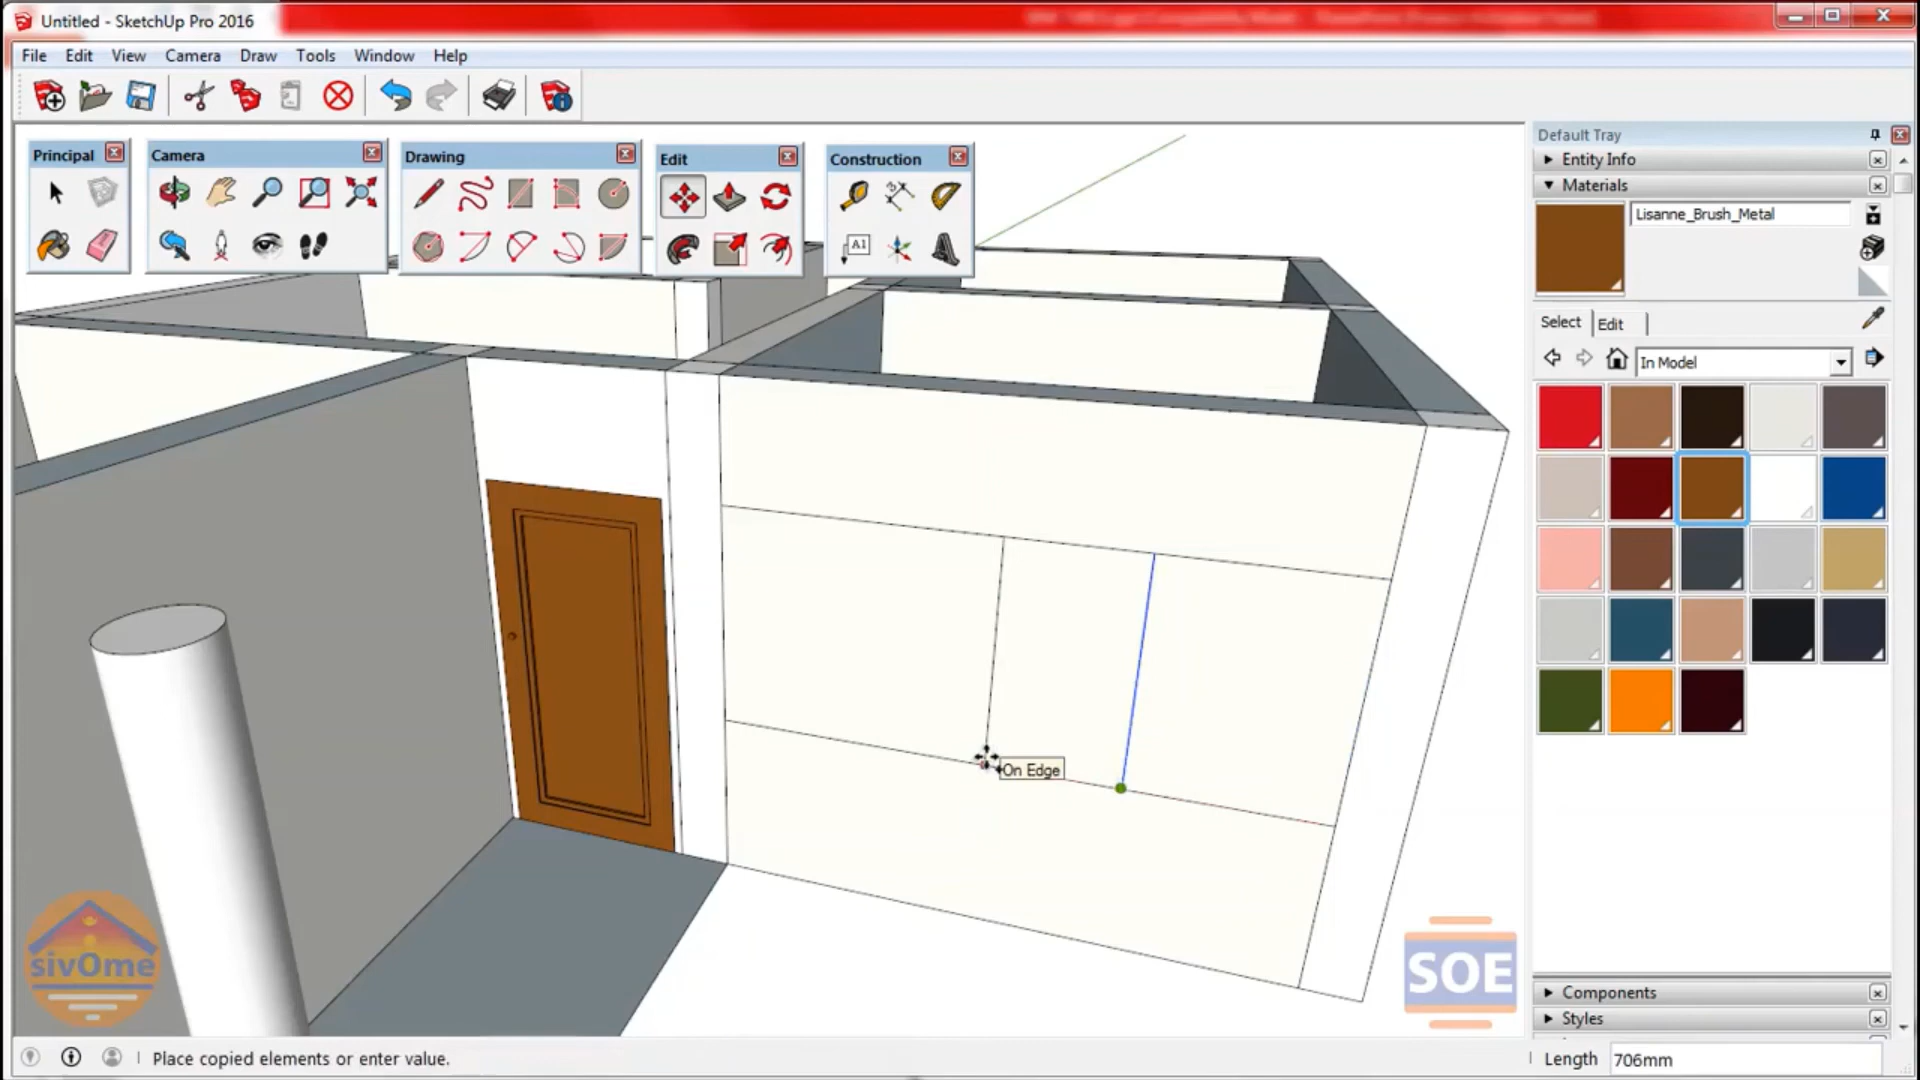 Untitled - SketchUp Pro 2016
File Edit View Camera Draw Tools Window Help
Principal
Camera
Drawing
Edit
Construction
A1
Default Tray
Entity Info
Materials
Lisanne_Brush_Metal
Select Edit
In Model
On Edge
sivOme
SOE
Components
Styles
Place copied elements or enter value.
Length 706mm